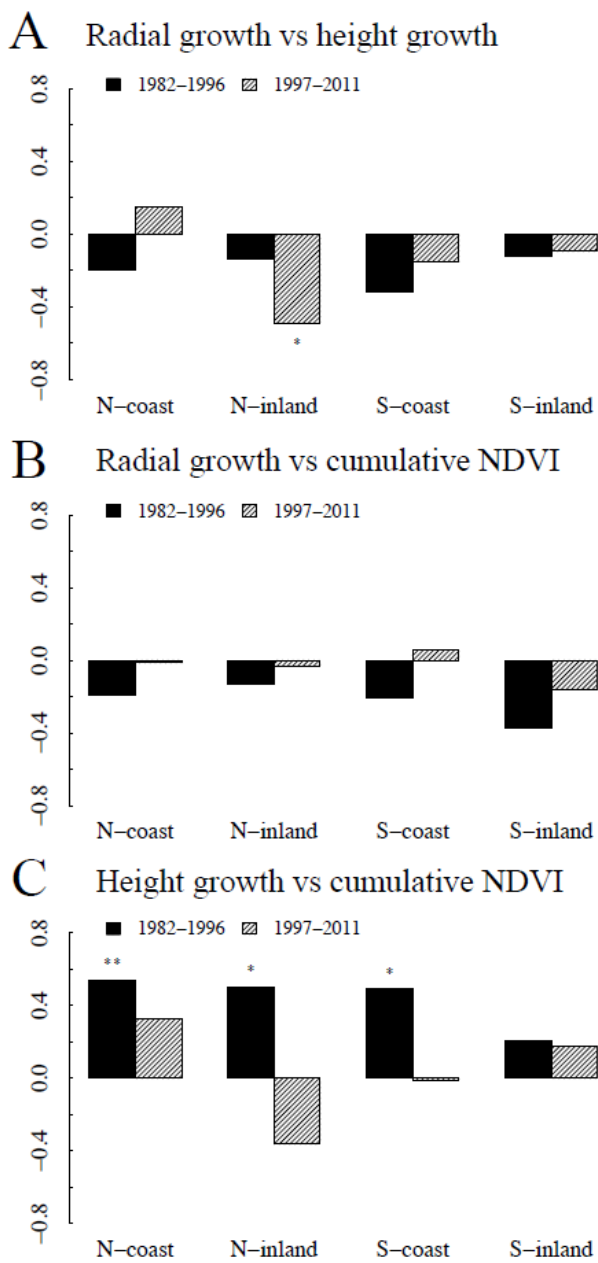 A Radial growth vs height growth
1982–1996 1997–2011
0.8
0.4
0.0
−0.4
−0.8
*
N−coast N−inland S−coast S−inland
B Radial growth vs cumulative NDVI
1982–1996 1997–2011
0.8
0.4
0.0
−0.4
−0.8
N−coast N−inland S−coast S−inland
C Height growth vs cumulative NDVI
1982–1996 1997–2011
0.8
** * *
0.4
0.0
−0.4
−0.8
N−coast N−inland S−coast S−inland